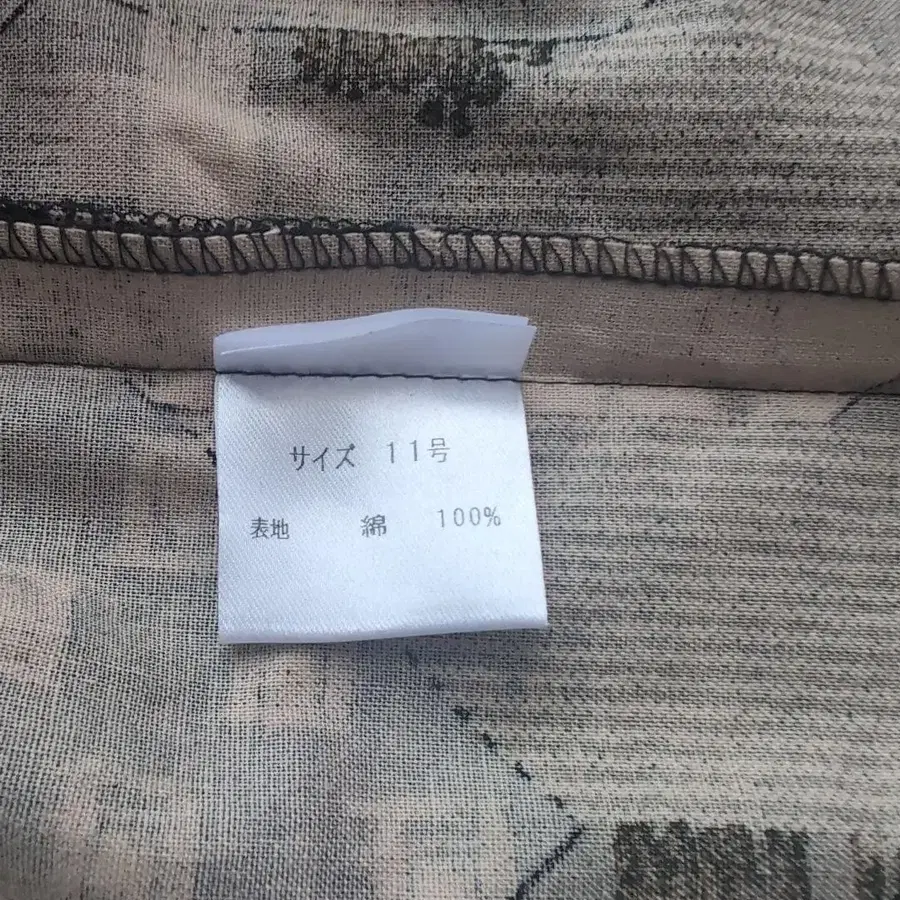 サイズ 11号
表地 綿 100%